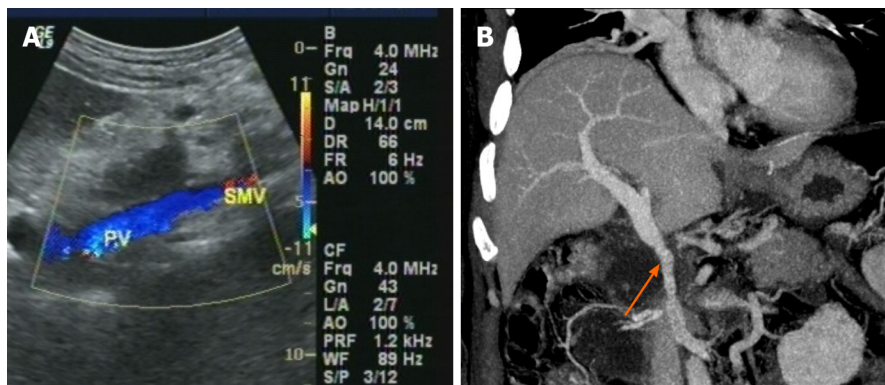 A
GE
L9
B
Frq 4.0 MHz
Gn 24
S/A 2/3
Map H/1/1
D 14.0 cm
DR 66
FR 6 Hz
AO 100 %
CF
Frq 4.0 MHz
Gn 43
L/A 2/7
AO 100 %
PRF 1.2 kHz
WF 89 Hz
S/P 3/12
0
11
5
-11
cm/s
10
SMV
PV
B